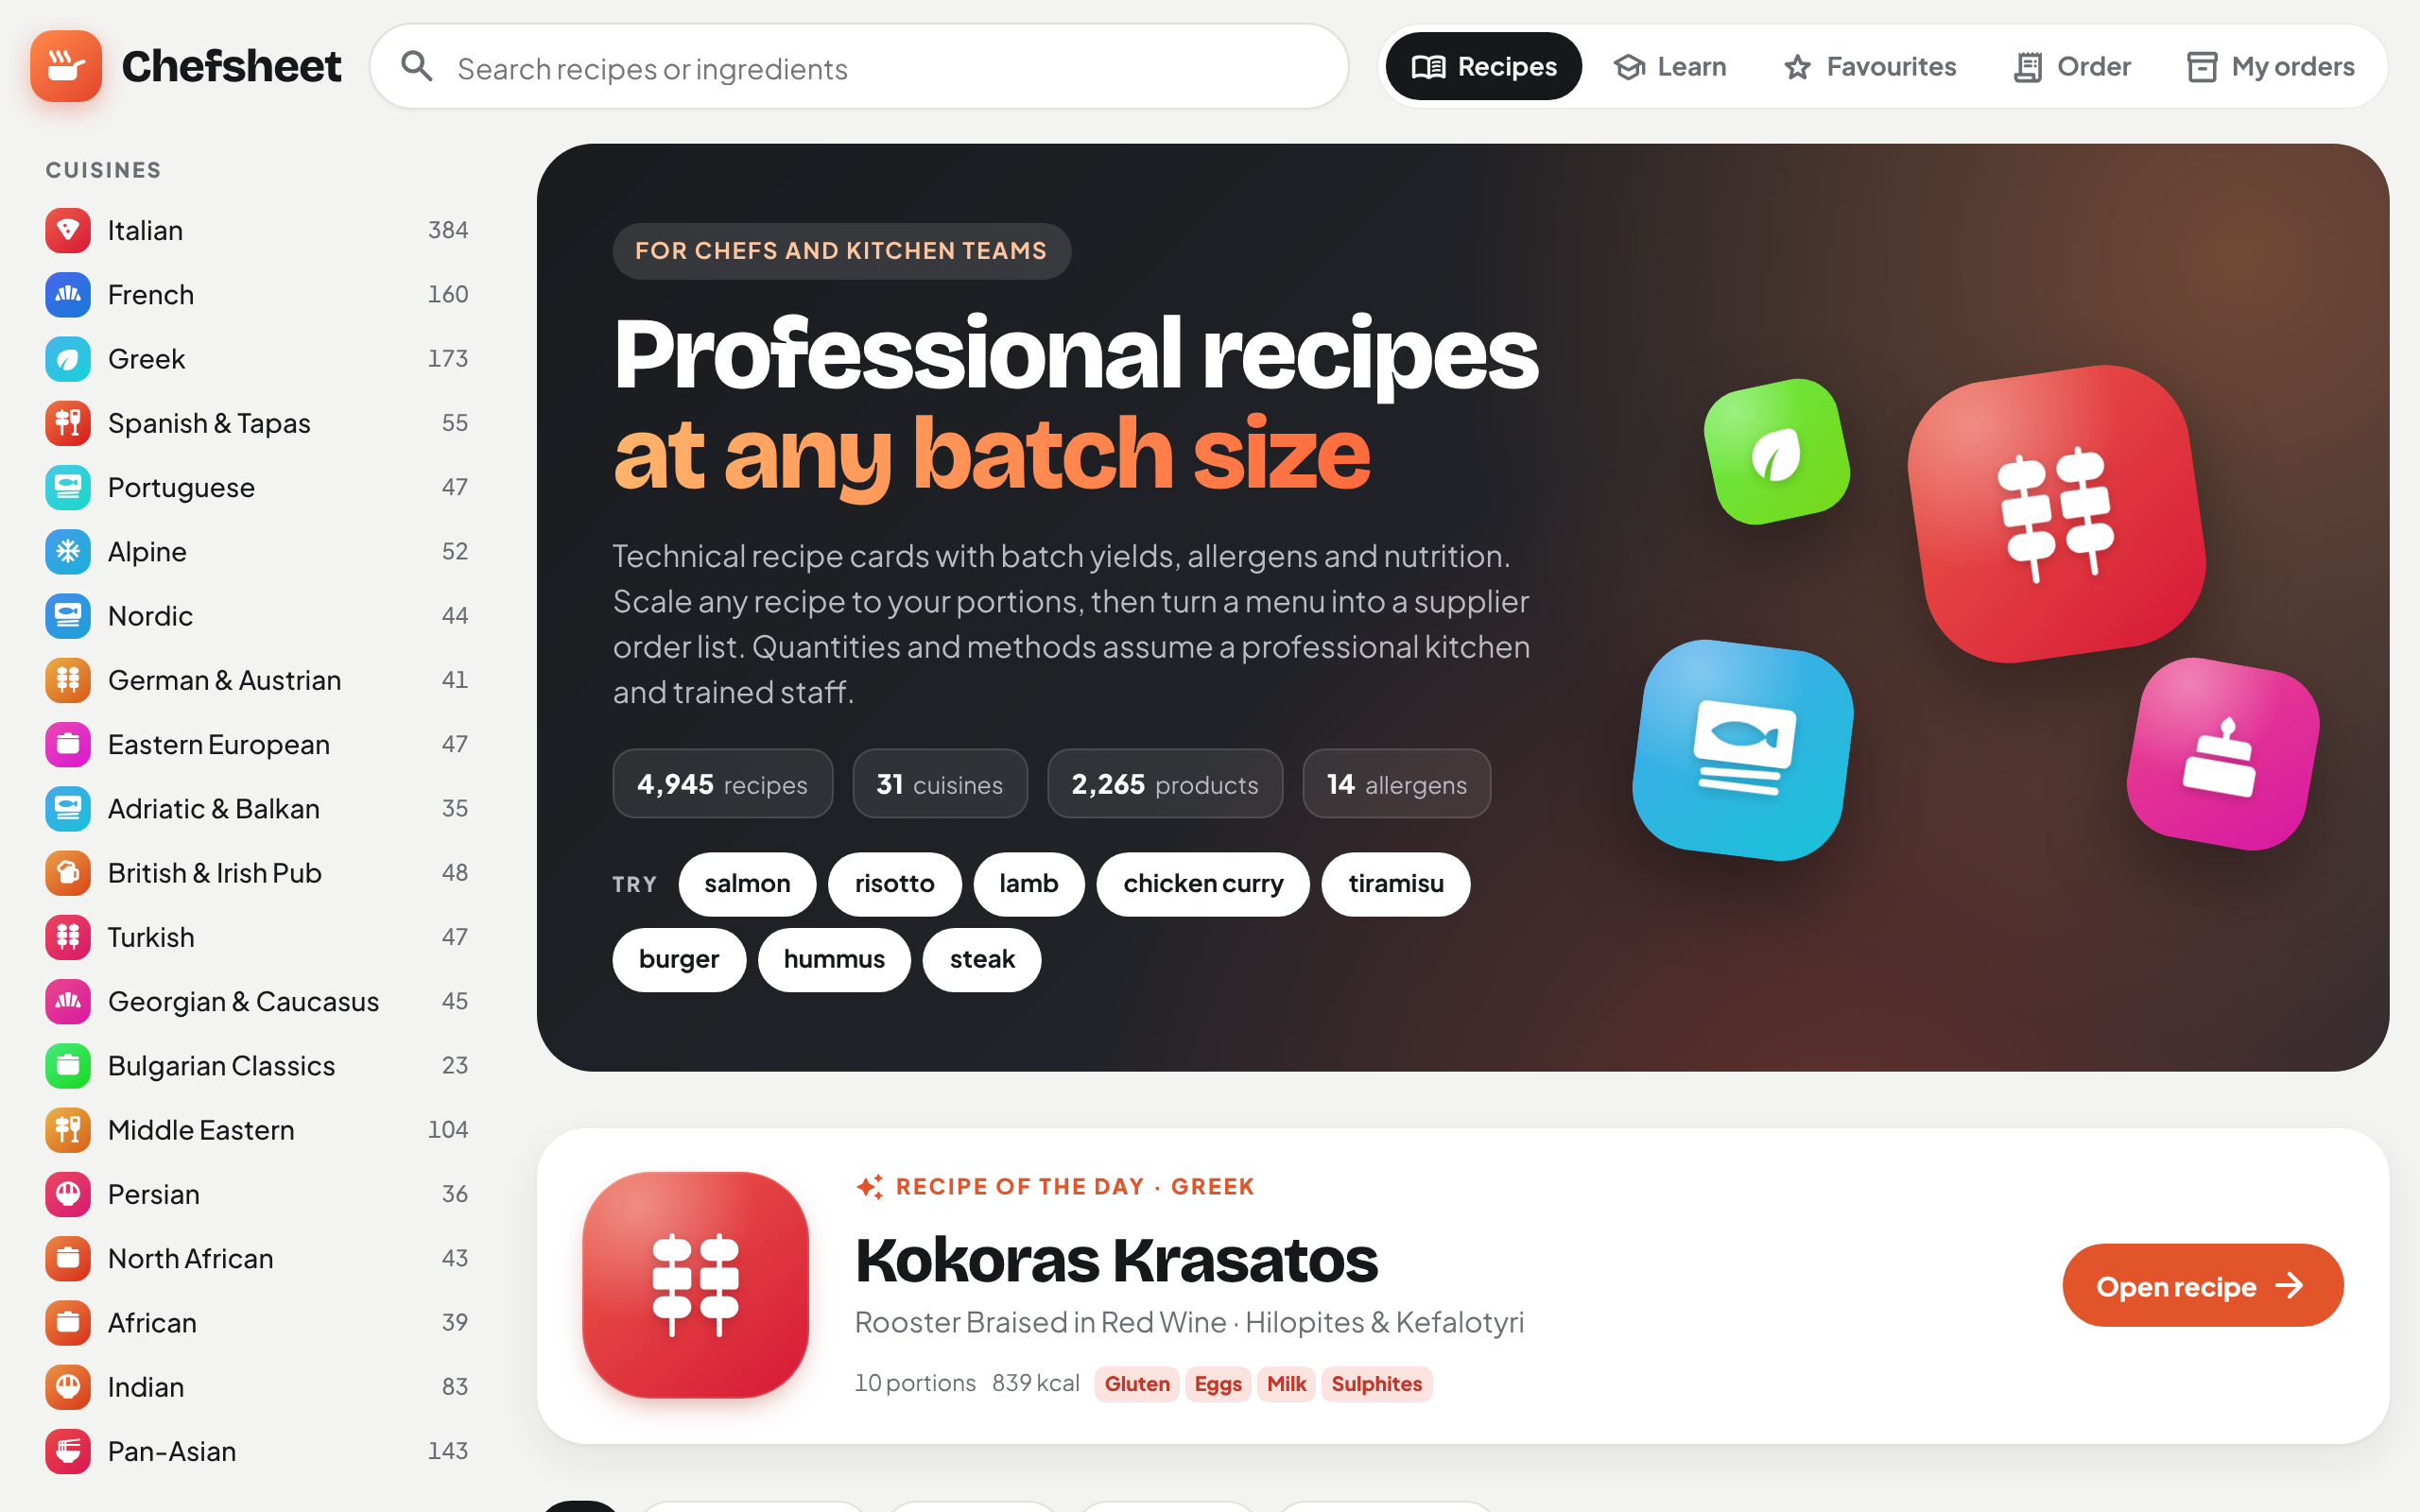 Chefsheet
Search recipes or ingredients
Recipes
Learn
Favourites
Order
My orders
CUISINES
Italian 384
French 160
Greek 173
Spanish & Tapas 55
Portuguese 47
Alpine 52
Nordic 44
German & Austrian 41
Eastern European 47
Adriatic & Balkan 35
British & Irish Pub 48
Turkish 47
Georgian & Caucasus 45
Bulgarian Classics 23
Middle Eastern 104
Persian 36
North African 43
African 39
Indian 83
Pan-Asian 143
FOR CHEFS AND KITCHEN TEAMS
Professional recipes
at any batch size
Technical recipe cards with batch yields, allergens and nutrition.
Scale any recipe to your portions, then turn a menu into a supplier
order list. Quantities and methods assume a professional kitchen
and trained staff.
4,945 recipes
31 cuisines
2,265 products
14 allergens
TRY salmon risotto lamb chicken curry tiramisu
burger hummus steak
RECIPE OF THE DAY · GREEK
Kokoras Krasatos
Rooster Braised in Red Wine · Hilopites & Kefalotyri
10 portions 839 kcal Gluten Eggs Milk Sulphites
Open recipe